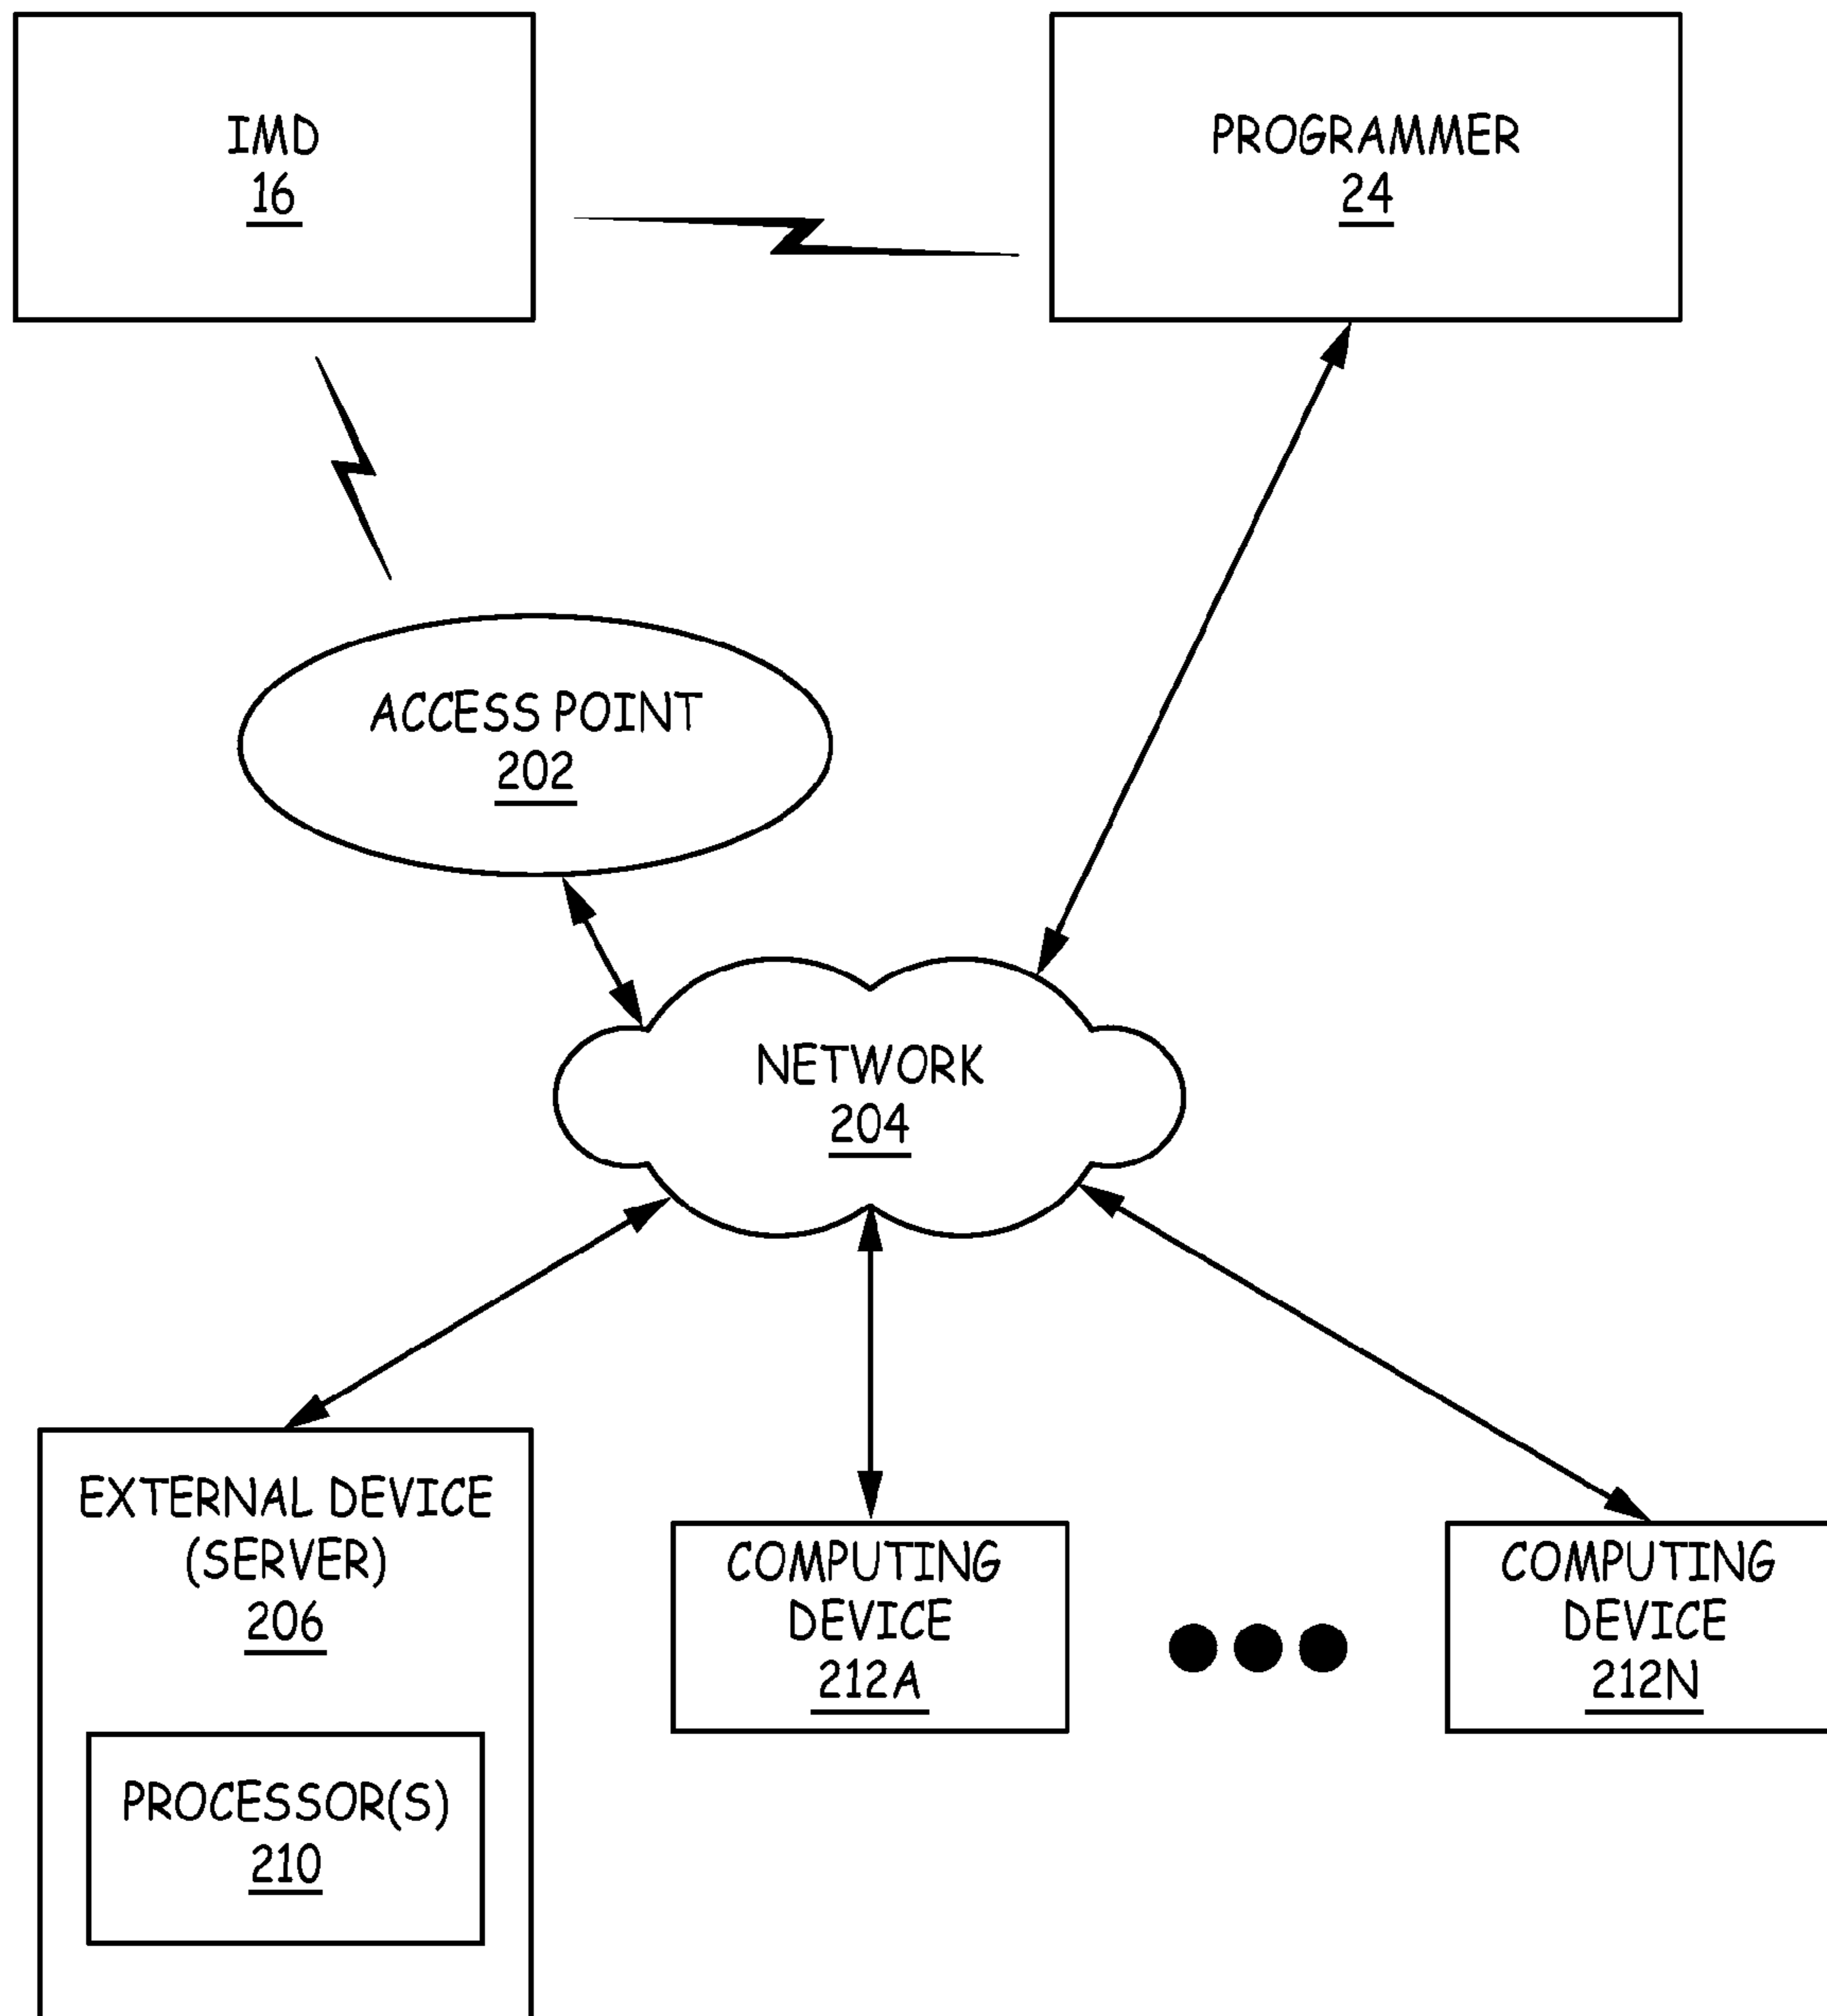 IMD
16
PROGRAMMER
24
ACCESS POINT
202
NETWORK
204
EXTERNAL DEVICE
(SERVER)
206
PROCESSOR(S)
210
COMPUTING
DEVICE
212A
COMPUTING
DEVICE
212N